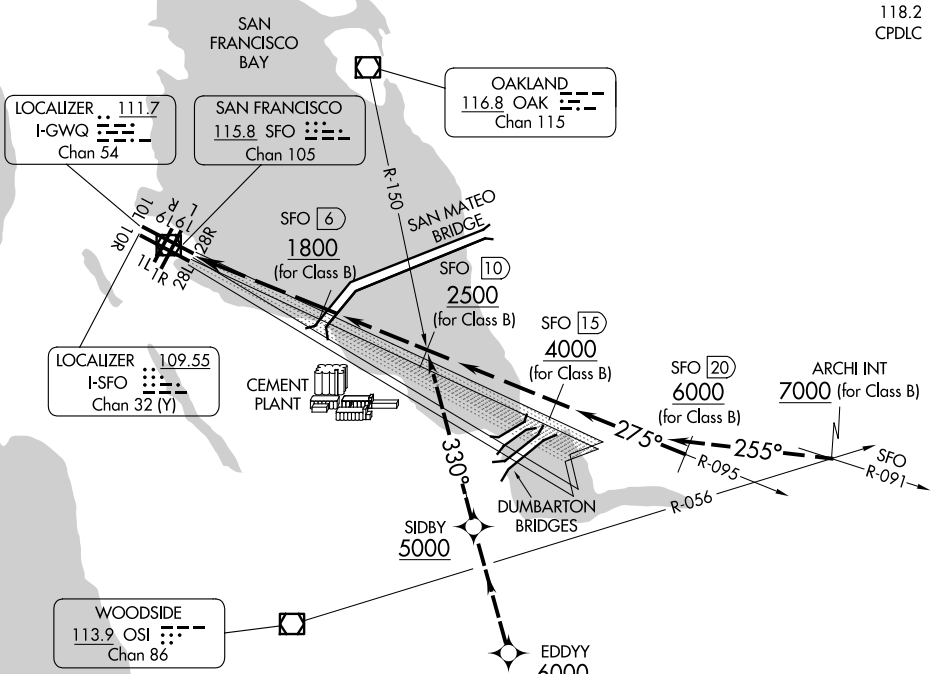 118.2
CPDLC
SAN
FRANCISCO
BAY
OAKLAND
116.8 OAK
Chan 115
LOCALIZER 111.7
I-GWQ
Chan 54
SAN FRANCISCO
115.8 SFO
Chan 105
R-150
10L
10R
19R
19L
28R
28L
1L
1R
SFO 6
1800
(for Class B)
SAN MATEO
BRIDGE
SFO 10
2500
(for Class B)
SFO 15
4000
(for Class B)
SFO 20
6000
(for Class B)
ARCHI INT
7000 (for Class B)
LOCALIZER 109.55
I-SFO
Chan 32 (Y)
CEMENT
PLANT
275°
255°
R-095
SFO
R-091
330°
R-056
DUMBARTON
BRIDGES
SIDBY
5000
WOODSIDE
113.9 OSI
Chan 86
EDDYY
6000